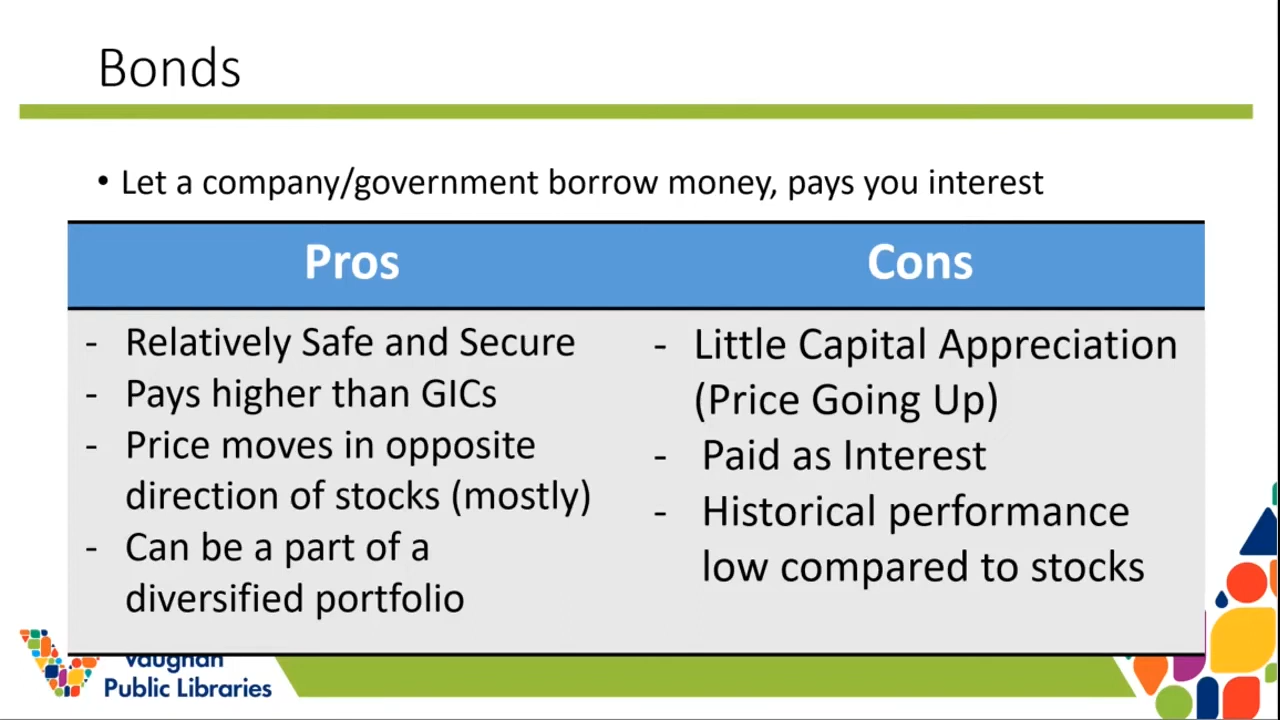 Bonds
• Let a company/government borrow money, pays you interest
Pros
Cons
- Relatively Safe and Secure
- Pays higher than GICs
- Price moves in opposite
direction of stocks (mostly)
- Can be a part of a
diversified portfolio
- Little Capital Appreciation
(Price Going Up)
- Paid as Interest
- Historical performance
low compared to stocks
Vaughan
Public Libraries